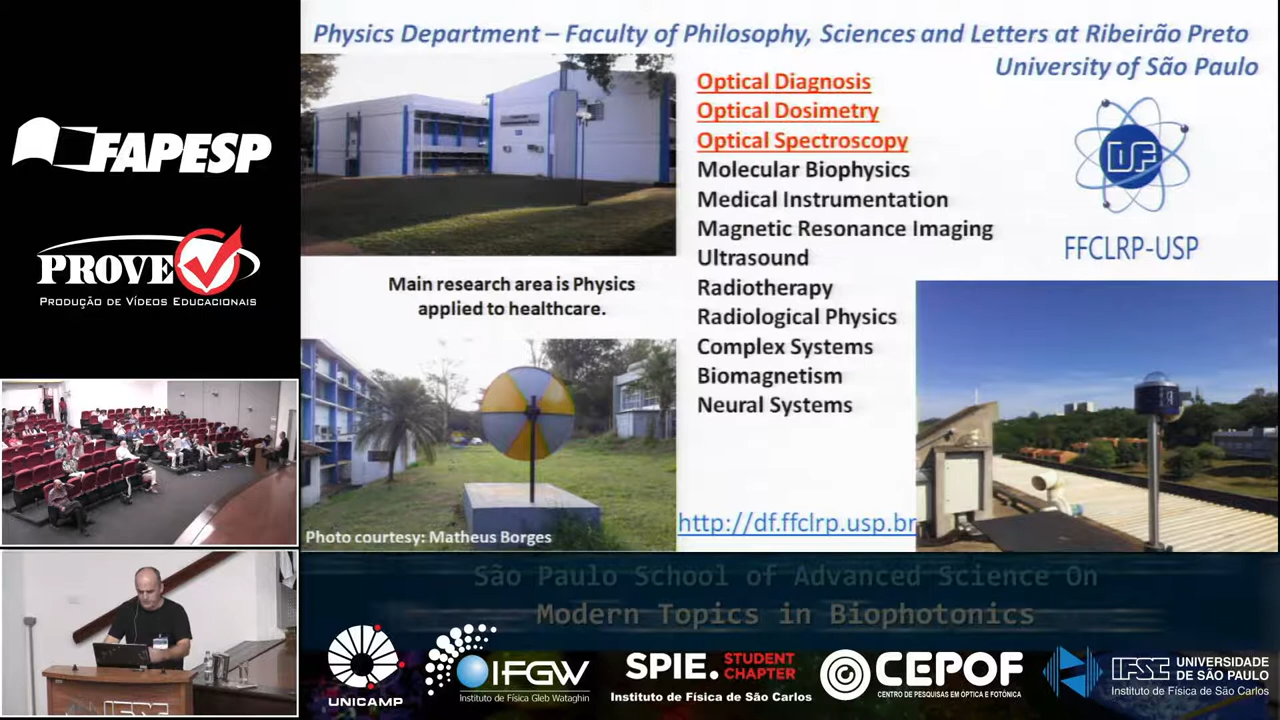 Physics Department – Faculty of Philosophy, Sciences and Letters at Ribeirão Preto
University of São Paulo
FAPESP
PROVE
PRODUÇÃO DE VÍDEOS EDUCACIONAIS
Main research area is Physics
applied to healthcare.
Photo courtesy: Matheus Borges
Optical Diagnosis
Optical Dosimetry
Optical Spectroscopy
Molecular Biophysics
Medical Instrumentation
Magnetic Resonance Imaging
Ultrasound
Radiotherapy
Radiological Physics
Complex Systems
Biomagnetism
Neural Systems
http://df.ffclrp.usp.br
DF
FFCLRP-USP
São Paulo School of Advanced Science On
Modern Topics in Biophotonics
IFSC
UNICAMP
IFGW
Instituto de Física Gleb Wataghin
SPIE. STUDENT
CHAPTER
Instituto de Física de São Carlos
CEPOF
CENTRO DE PESQUISAS EM ÓPTICA E FOTÔNICA
IFSC
UNIVERSIDADE
DE SÃO PAULO
Instituto de Física de São Carlos